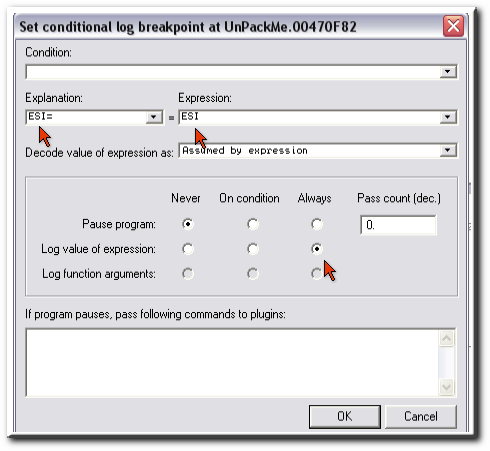 Set conditional log breakpoint at UnPackMe.00470F82
Condition:
Explanation: Expression:
ESI= = ESI
Decode value of expression as: Assumed by expression
Never On condition Always Pass count (dec.)
Pause program: 0.
Log value of expression:
Log function arguments:
If program pauses, pass following commands to plugins:
OK Cancel